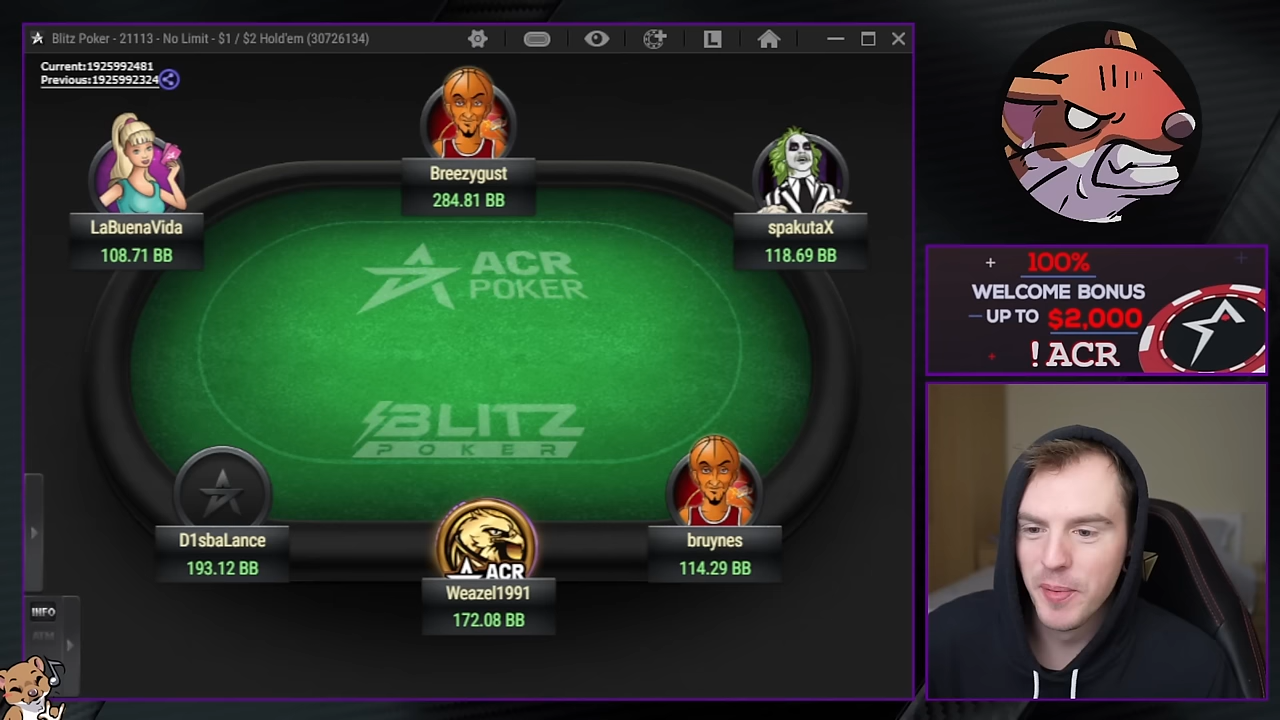 Blitz Poker - 21113 - No Limit - $1 / $2 Hold'em (30726134)
Current:1925992481
Previous:1925992324
Breezygust
284.81 BB
LaBuenaVida
108.71 BB
spakutaX
118.69 BB
ACR
POKER
BLITZ
POKER
D1sbaLance
193.12 BB
ACR
Weazel1991
172.08 BB
bruynes
114.29 BB
INFO
100%
WELCOME BONUS
UP TO $2,000
!ACR